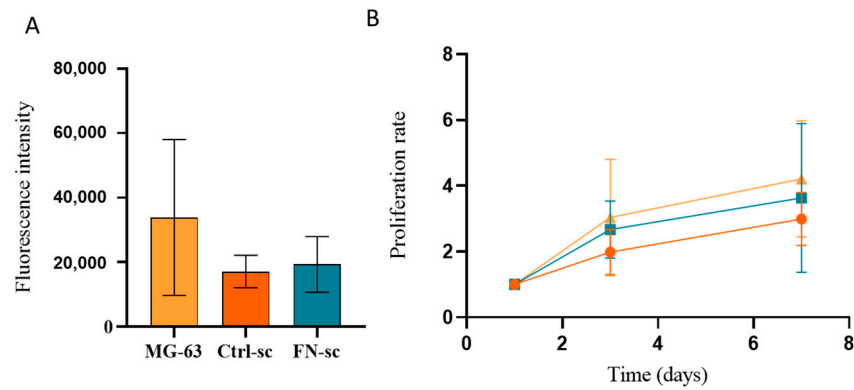 A
Fluorescence intensity
80,000
60,000
40,000
20,000
0
MG-63 Ctrl-sc FN-sc
B
Proliferation rate
8
6
4
2
0
0 2 4 6 8
Time (days)